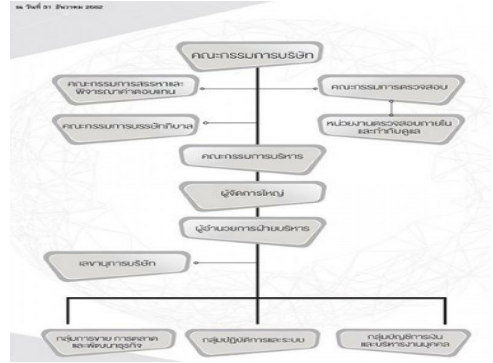 ณ วันที่ 31 ธันวาคม 2562
คณะกรรมการบริษัท
คณะกรรมการสรรหาและ
พิจารณาค่าตอบแทน
คณะกรรมการตรวจสอบ
คณะกรรมการบรรษัทภิบาล
หน่วยงานตรวจสอบภายใน
และกำกับดูแล
คณะกรรมการบริหาร
ผู้จัดการใหญ่
ผู้อำนวยการฝ่ายบริหาร
เลขานุการบริษัท
กลุ่มการขาย การตลาด
และพัฒนาธุรกิจ
กลุ่มปฏิบัติการและระบบ
กลุ่มบัญชีการเงิน
และบริหารงานบุคคล